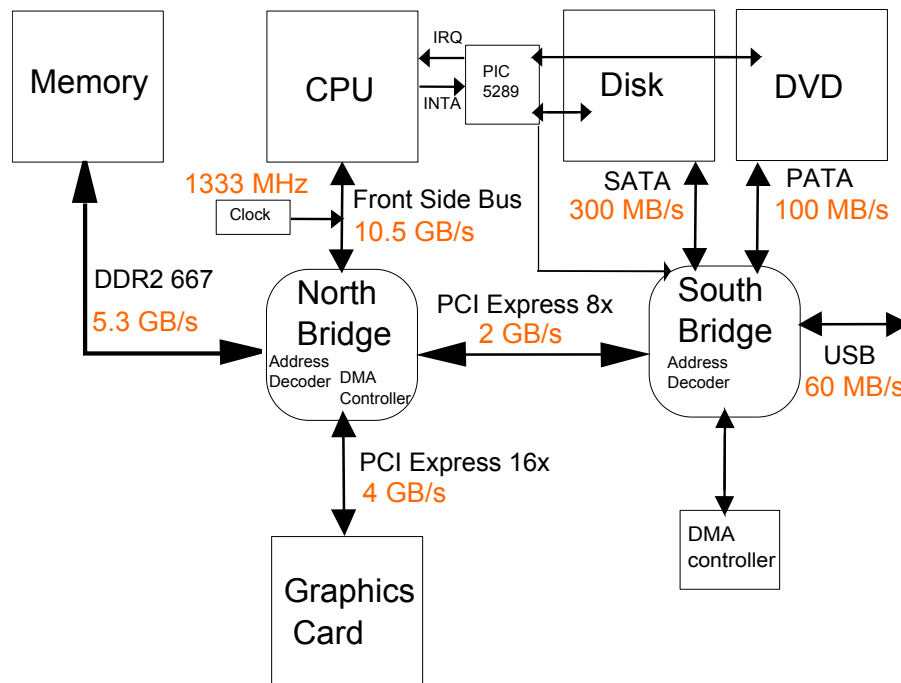 Memory
CPU
IRQ
INTA
PIC
5289
Disk
DVD
1333 MHz
Clock
Front Side Bus
10.5 GB/s
SATA
300 MB/s
PATA
100 MB/s
DDR2 667
5.3 GB/s
North
Bridge
Address
Decoder
DMA
Controller
PCI Express 8x
2 GB/s
South
Bridge
Address
Decoder
USB
60 MB/s
PCI Express 16x
4 GB/s
DMA
controller
Graphics
Card